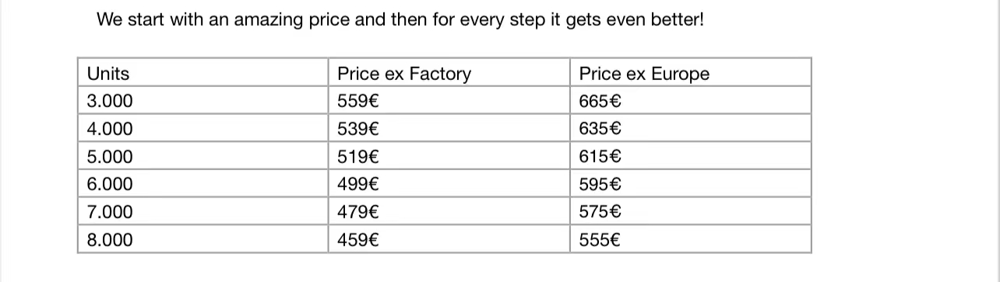 We start with an amazing price and then for every step it gets even better!
Units Price ex Factory Price ex Europe
3.000 559€ 665€
4.000 539€ 635€
5.000 519€ 615€
6.000 499€ 595€
7.000 479€ 575€
8.000 459€ 555€